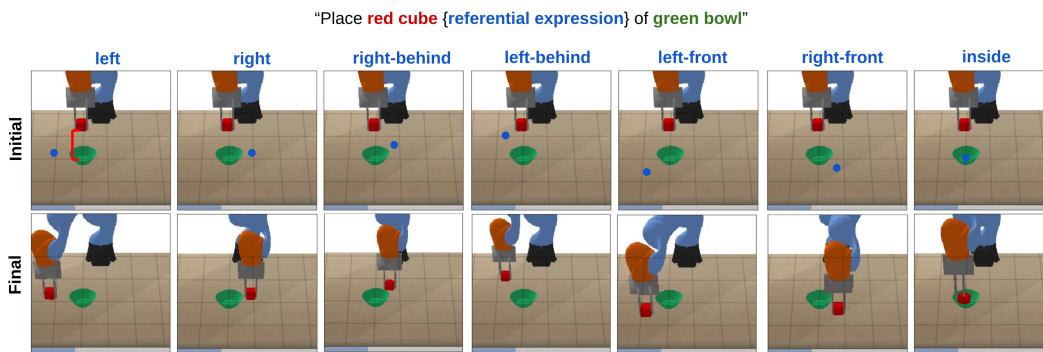 “Place red cube {referential expression} of green bowl”
left right right-behind left-behind left-front right-front inside
Initial
Final